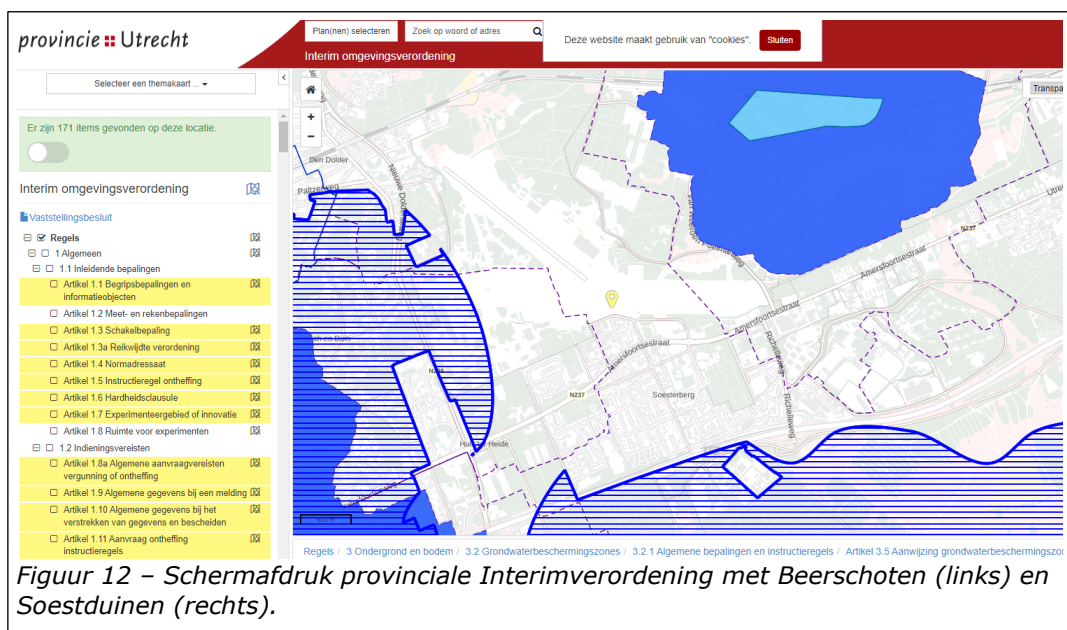 provincie Utrecht
Plan(nen) selecteren
Zoek op woord of adres
Deze website maakt gebruik van "cookies".
Sluiten
Interim omgevingsverordening
Selecteer een themakaart ...
Er zijn 171 items gevonden op deze locatie.
Interim omgevingsverordening
Vaststellingsbesluit
Regels
1 Algemeen
1.1 Inleidende bepalingen
Artikel 1.1 Begripsbepalingen en
informatieobjecten
Artikel 1.2 Meet- en rekenbepalingen
Artikel 1.3 Schakelbepaling
Artikel 1.3a Reikwijdte verordening
Artikel 1.4 Normadressaat
Artikel 1.5 Instructieregel ontheffing
Artikel 1.6 Hardheidsclausule
Artikel 1.7 Experimenteergebied of innovatie
Artikel 1.8 Ruimte voor experimenten
1.2 Indieningsvereisten
Artikel 1.8a Algemene aanvraagvereisten
vergunning of ontheffing
Artikel 1.9 Algemene gegevens bij een melding
Artikel 1.10 Algemene gegevens bij het
verstrekken van gegevens en bescheiden
Artikel 1.11 Aanvraag ontheffing
instructieregels
+
−
Transpa
Den Dolder
N237
Amersfoortsestraat
Amersfoortsestraat
Amersfoortsestraat
Richelleweg
Richelleweg
N237
Soesterberg
Regels / 3 Ondergrond en bodem / 3.2 Grondwaterbeschermingszones / 3.2.1 Algemene bepalingen en instructieregels / Artikel 3.5 Aanwijzing grondwaterbeschermingszo
Figuur 12 – Schermafdruk provinciale Interimverordening met Beerschoten (links) en
Soestduinen (rechts).